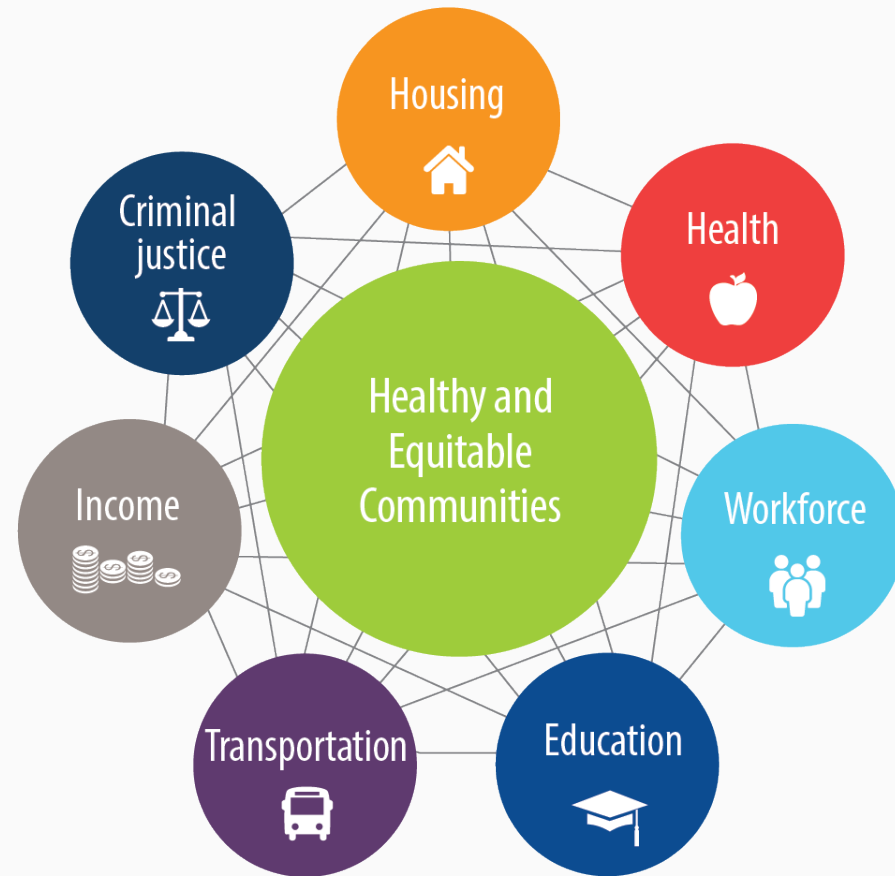 Housing
Criminal
justice
Health
Healthy and
Equitable
Communities
Income
Workforce
Transportation
Education